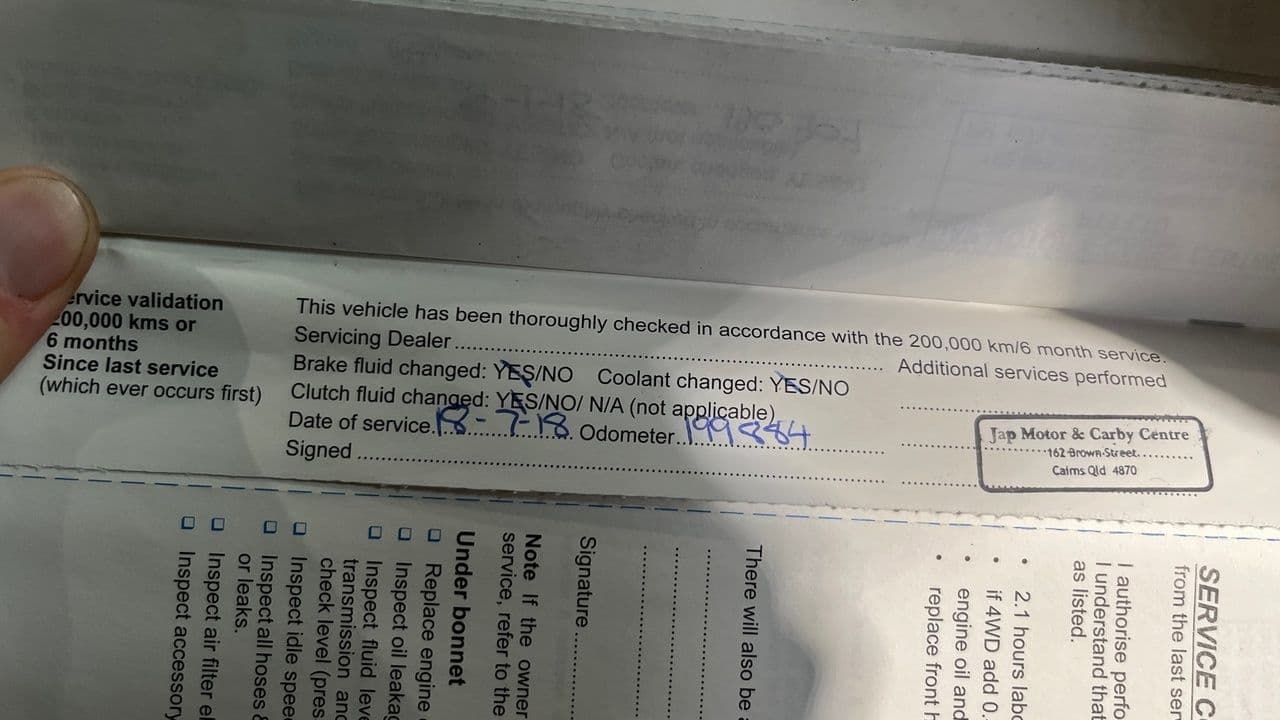 ervice validation
200,000 kms or
6 months
Since last service
(which ever occurs first)
This vehicle has been thoroughly checked in accordance with the 200,000 km/6 month service.
Servicing Dealer
Additional services performed
Brake fluid changed: YES/NO Coolant changed: YES/NO
Clutch fluid changed: YES/NO/ N/A (not applicable)
Date of service 18-7-18 Odometer 199884
Signed
Jap Motor & Carby Centre
162 Brown Street
Cairns Qld 4870
SERVICE C
from the last ser
I authorise perfo
I understand that
as listed.
• 2.1 hours labo
• if 4WD add 0.
engine oil and
• replace front h
There will also be a
Signature
Note If the owner
service, refer to the
Under bonnet
Replace engine
Inspect oil leakag
Inspect fluid leve
transmission and
check level (pres
Inspect idle spee
Inspect all hoses &
or leaks.
Inspect air filter el
Inspect accessory